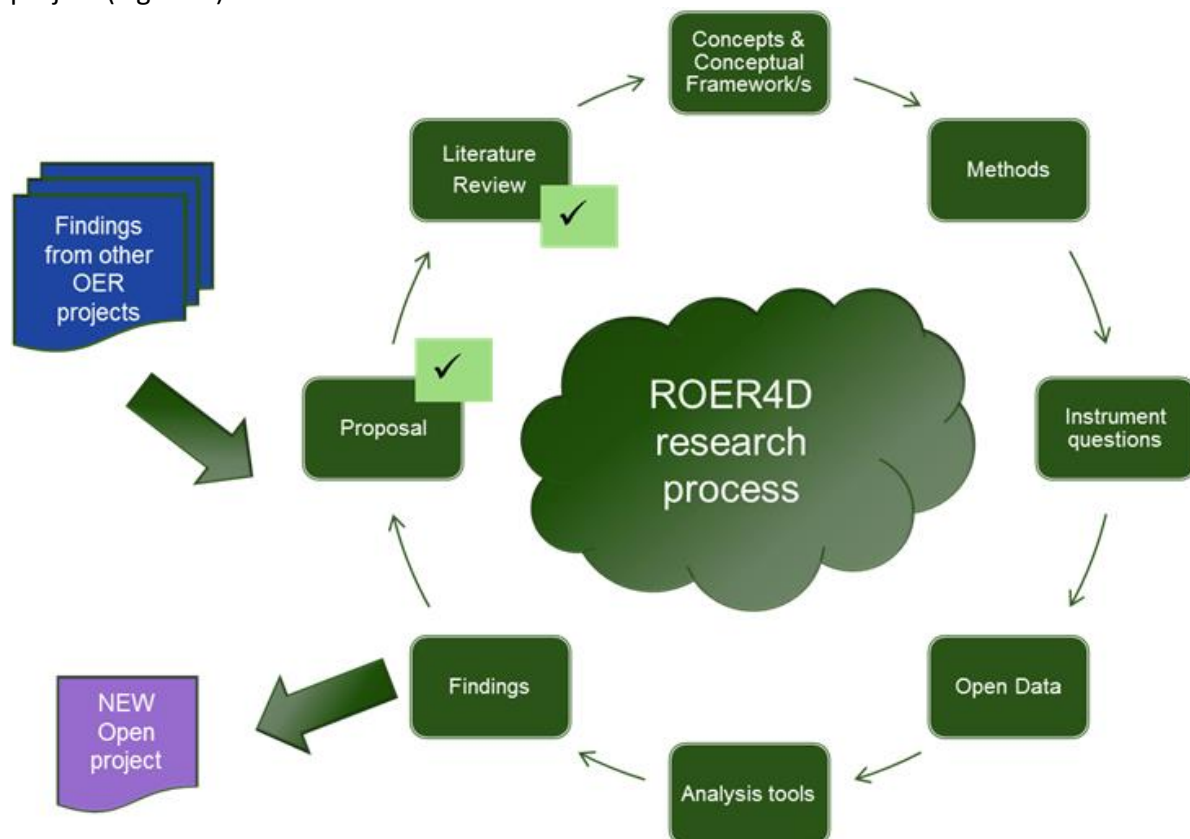 Concepts &
Conceptual
Framework/s
Literature
Review
✓
Methods
Findings
from other
OER
projects
✓
Proposal
ROER4D
research
process
Instrument
questions
Findings
Open Data
NEW
Open
project
Analysis tools